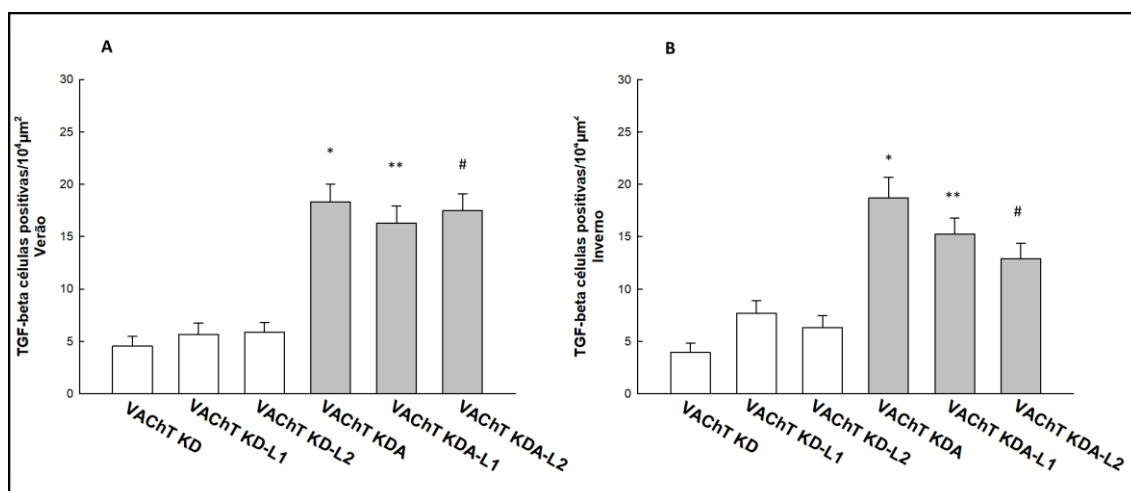 A
TGF-beta células positivas/10⁴µm²
Verão
30
25
20
15
10
5
0
*
**
#
VAChT KD
VAChT KD-L1
VAChT KD-L2
VAChT KDA
VAChT KDA-L1
VAChT KDA-L2
B
TGF-beta células positivas/10⁴µm²
Inverno
30
25
20
15
10
5
0
*
**
#
VAChT KD
VAChT KD-L1
VAChT KD-L2
VAChT KDA
VAChT KDA-L1
VAChT KDA-L2